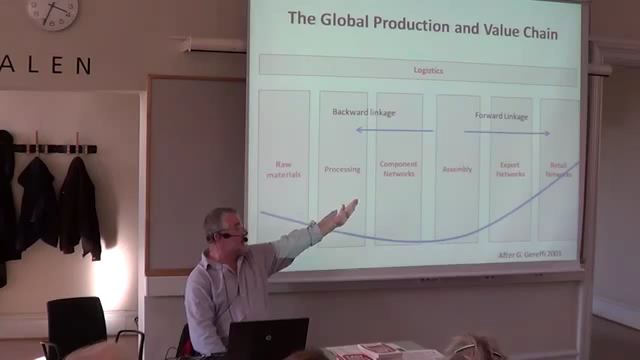 ALEN
The Global Production and Value Chain
Logistics
Backward linkage
Forward Linkage
Raw
materials
Processing
Component
Networks
Assembly
Export
Networks
Retail
Networks
After G. Gereffi 2001